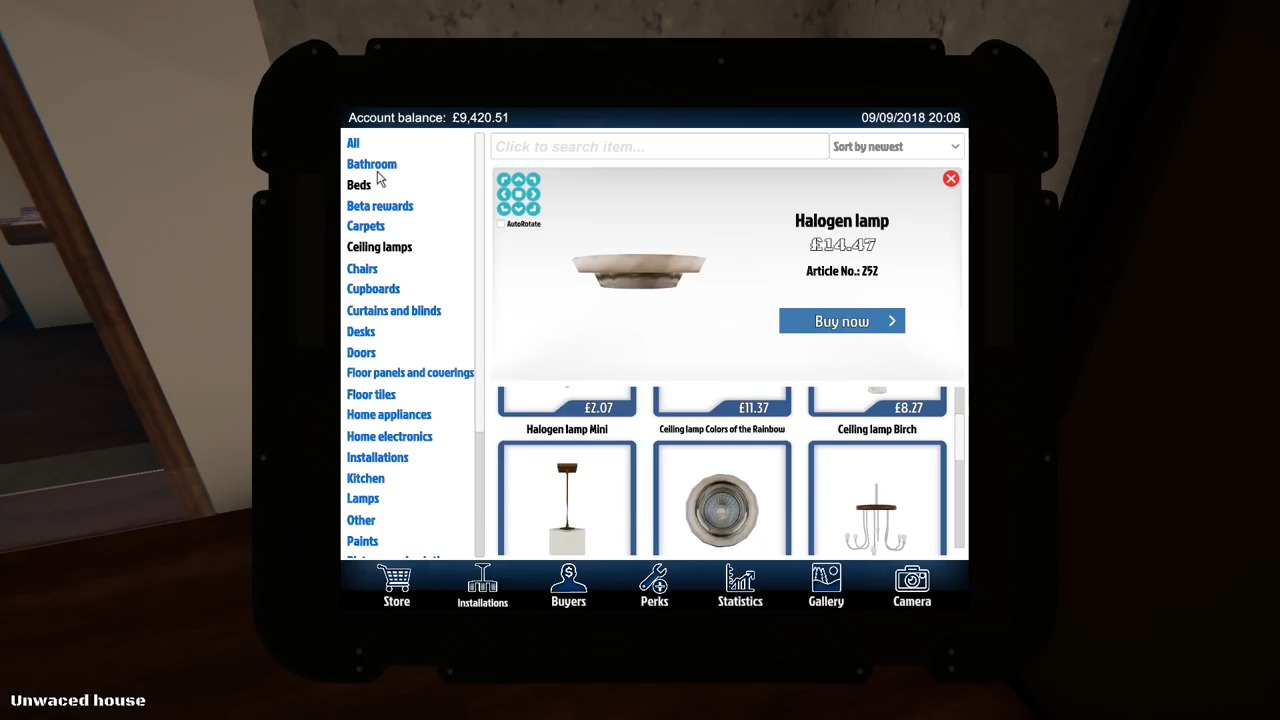 Account balance: £9,420.51
09/09/2018 20:08
All
Bathroom
Beds
Beta rewards
Carpets
Ceiling lamps
Chairs
Cupboards
Curtains and blinds
Desks
Doors
Floor panels and coverings
Floor tiles
Home appliances
Home electronics
Installations
Kitchen
Lamps
Other
Paints
Click to search item...
Sort by newest
AutoRotate
Halogen lamp
£14.47
Article No.: 252
Buy now
£2.07
£11.37
£8.27
Halogen lamp Mini
Ceiling lamp Colors of the Rainbow
Ceiling lamp Birch
Store
Installations
Buyers
Perks
Statistics
Gallery
Camera
Unwaced house